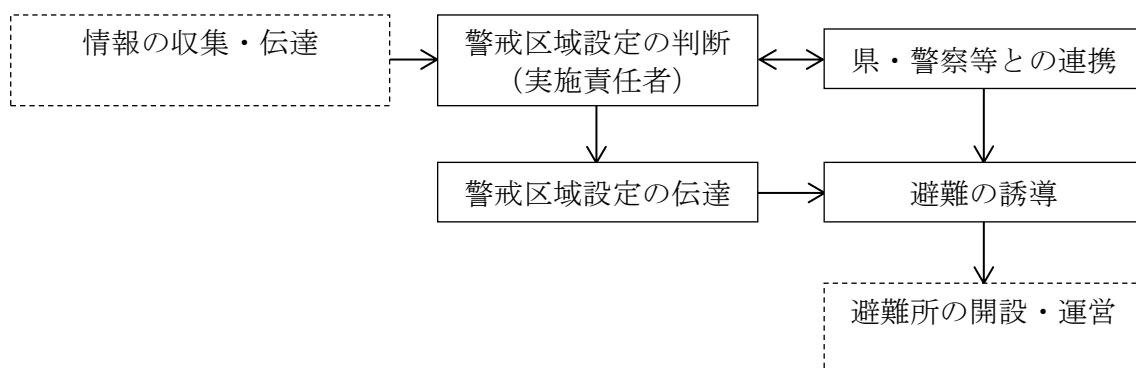 情報の収集・伝達
警戒区域設定の判断
（実施責任者）
県・警察等との連携
警戒区域設定の伝達
避難の誘導
避難所の開設・運営